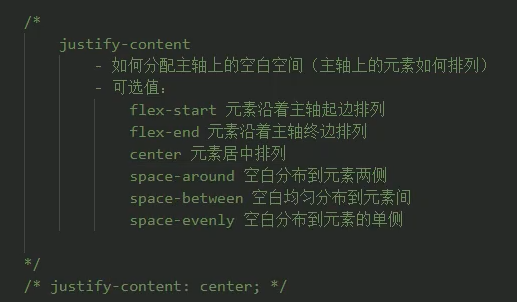 /*
justify-content
- 如何分配主轴上的空白空间（主轴上的元素如何排列）
- 可选值：
flex-start 元素沿着主轴起边排列
flex-end 元素沿着主轴终边排列
center 元素居中排列
space-around 空白分布到元素两侧
space-between 空白均匀分布到元素间
space-evenly 空白分布到元素的单侧
*/
/* justify-content: center; */